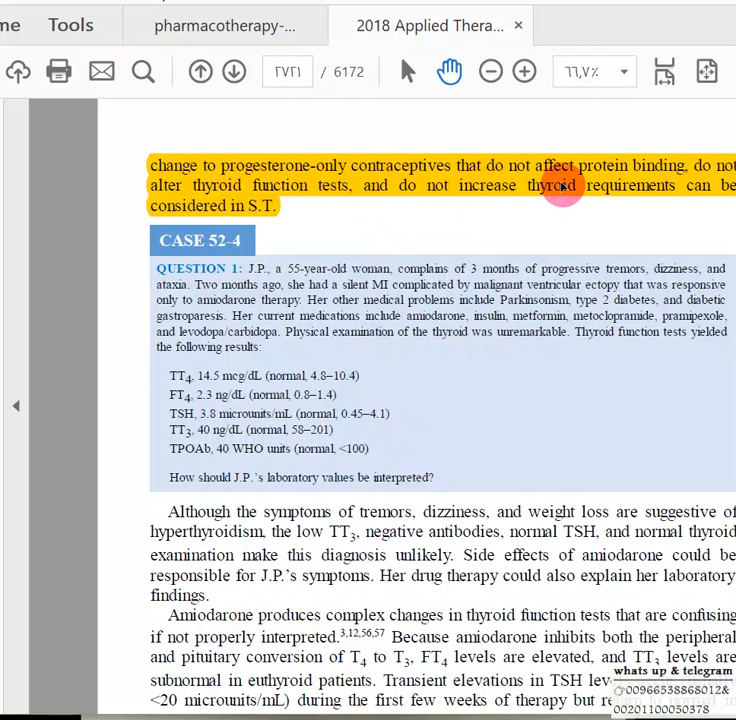 me Tools pharmacotherapy-... 2018 Applied Thera... ×
٢٧٢١ / 6172 ٦٦,٧٪
change to progesterone-only contraceptives that do not affect protein binding, do not
alter thyroid function tests, and do not increase thyroid requirements can be
considered in S.T.
CASE 52-4
QUESTION 1: J.P., a 55-year-old woman, complains of 3 months of progressive tremors, dizziness, and
ataxia. Two months ago, she had a silent MI complicated by malignant ventricular ectopy that was responsive
only to amiodarone therapy. Her other medical problems include Parkinsonism, type 2 diabetes, and diabetic
gastroparesis. Her current medications include amiodarone, insulin, metformin, metoclopramide, pramipexole,
and levodopa/carbidopa. Physical examination of the thyroid was unremarkable. Thyroid function tests yielded
the following results:
TT4, 14.5 mcg/dL (normal, 4.8–10.4)
FT4, 2.3 ng/dL (normal, 0.8–1.4)
TSH, 3.8 microunits/mL (normal, 0.45–4.1)
TT3, 40 ng/dL (normal, 58–201)
TPOAb, 40 WHO units (normal, <100)
How should J.P.'s laboratory values be interpreted?
Although the symptoms of tremors, dizziness, and weight loss are suggestive of
hyperthyroidism, the low TT3, negative antibodies, normal TSH, and normal thyroid
examination make this diagnosis unlikely. Side effects of amiodarone could be
responsible for J.P.'s symptoms. Her drug therapy could also explain her laboratory
findings.
Amiodarone produces complex changes in thyroid function tests that are confusing
if not properly interpreted.3,12,56,57 Because amiodarone inhibits both the peripheral
and pituitary conversion of T4 to T3, FT4 levels are elevated, and TT3 levels are
subnormal in euthyroid patients. Transient elevations in TSH lev
<20 microunits/mL) during the first few weeks of therapy but
whats up & telegram
00966538868012&
00201100050378